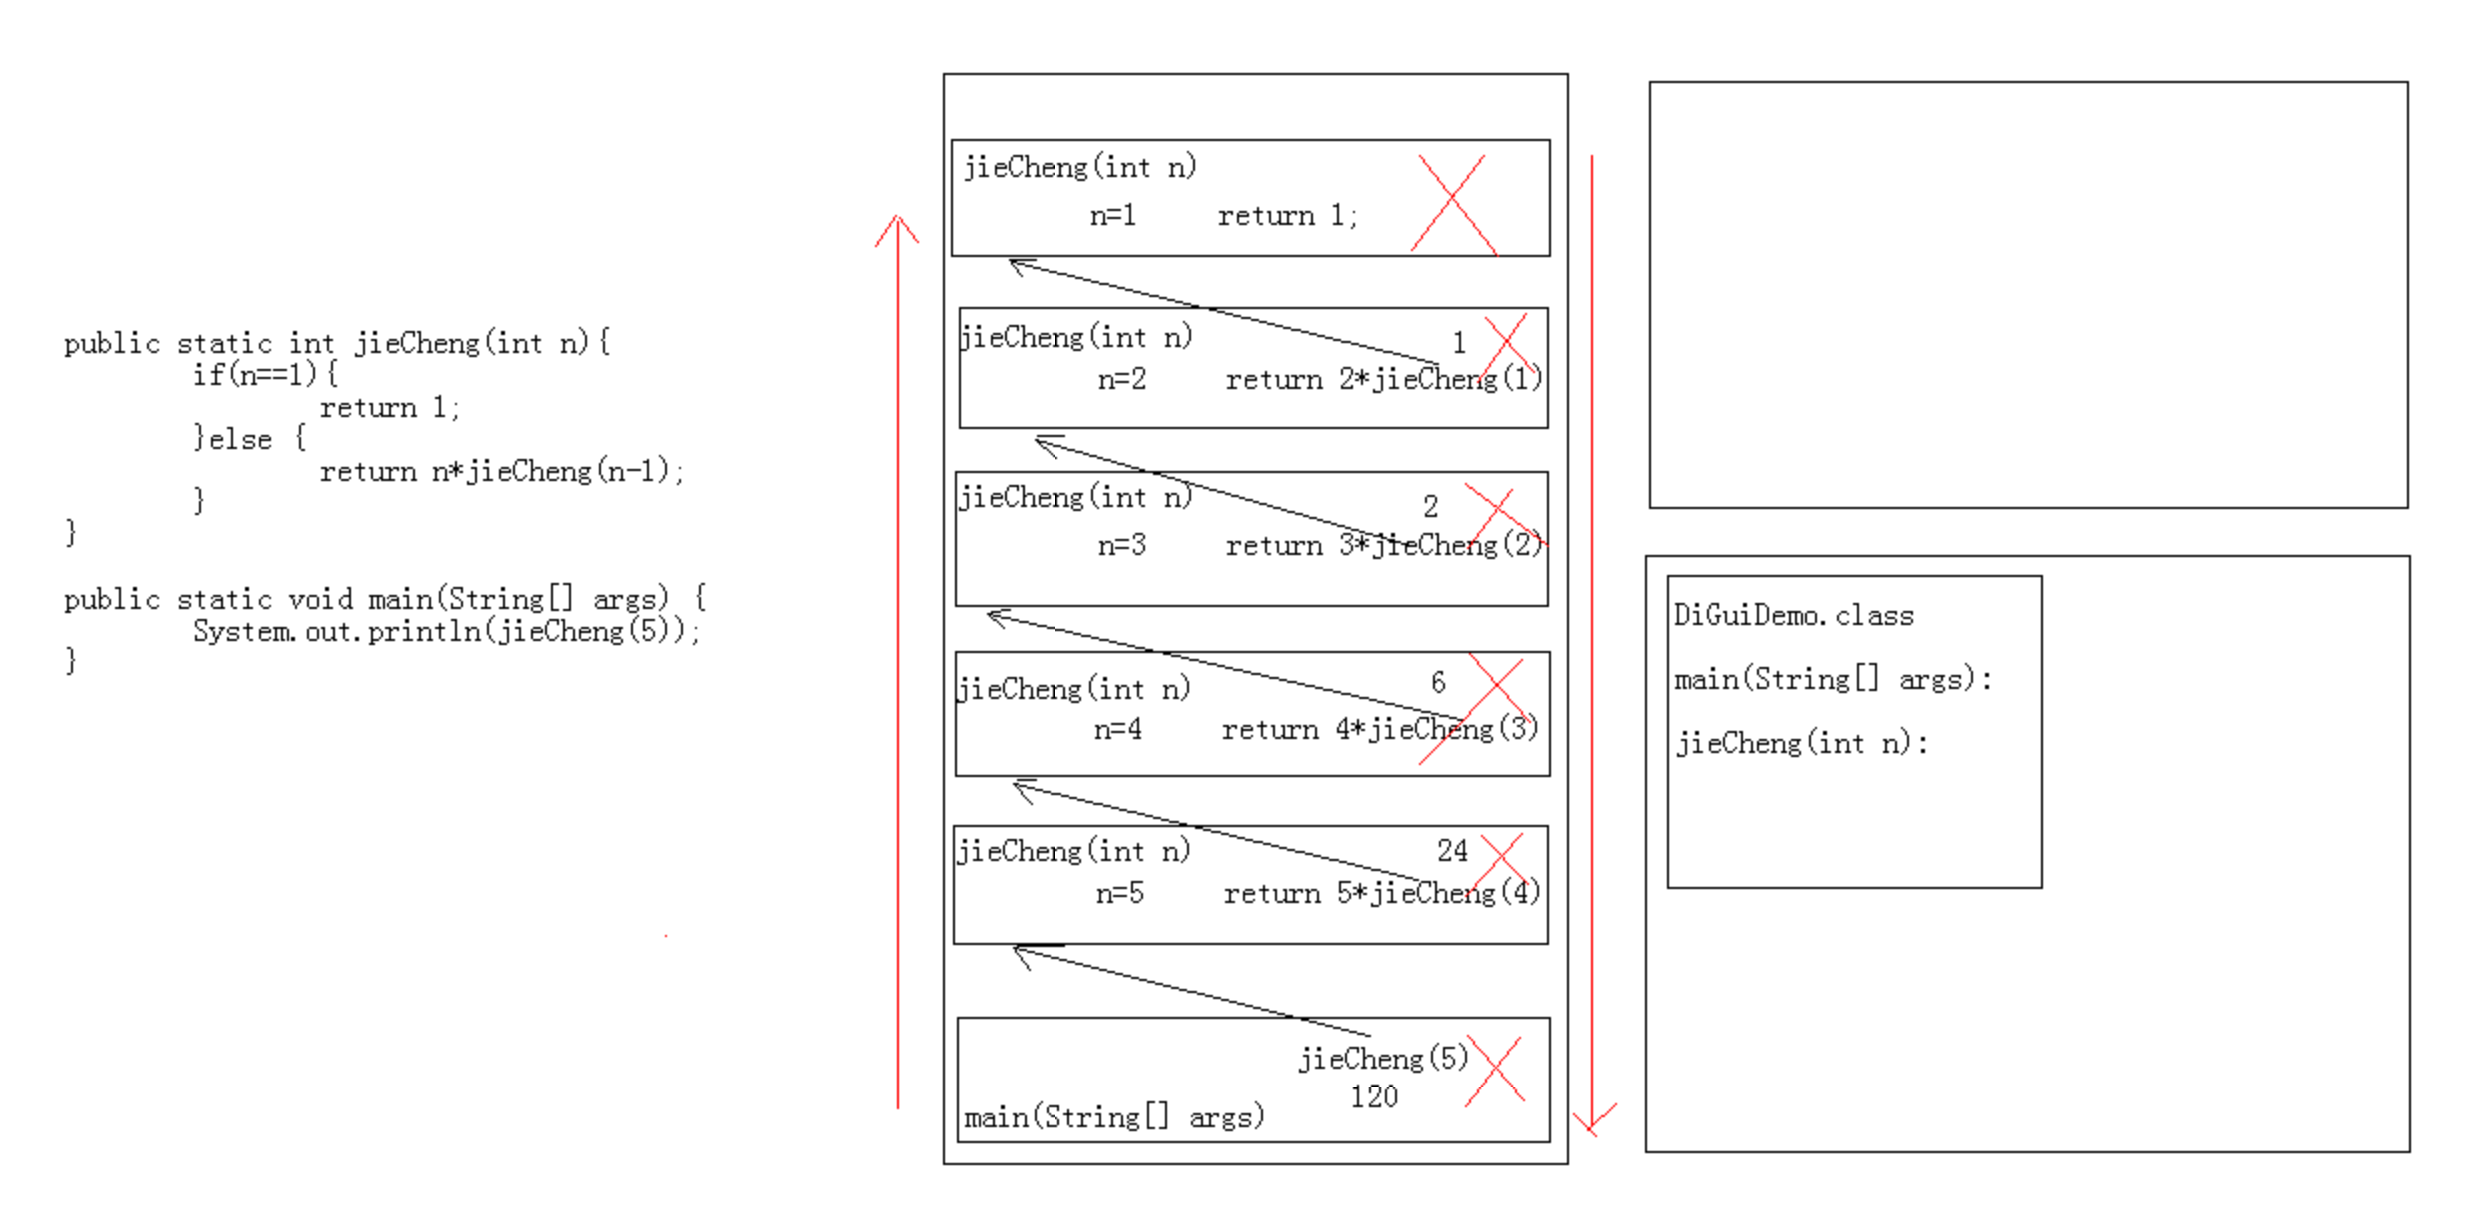 public static int jieCheng(int n){
if(n==1){
return 1;
}else {
return n*jieCheng(n-1);
}
}
public static void main(String[] args) {
System.out.println(jieCheng(5));
}
jieCheng(int n)
n=1 return 1;
jieCheng(int n) 1
n=2 return 2*jieCheng(1)
jieCheng(int n) 2
n=3 return 3*jieCheng(2)
jieCheng(int n) 6
n=4 return 4*jieCheng(3)
jieCheng(int n) 24
n=5 return 5*jieCheng(4)
jieCheng(5)
120
main(String[] args)
DiGuiDemo.class
main(String[] args):
jieCheng(int n):